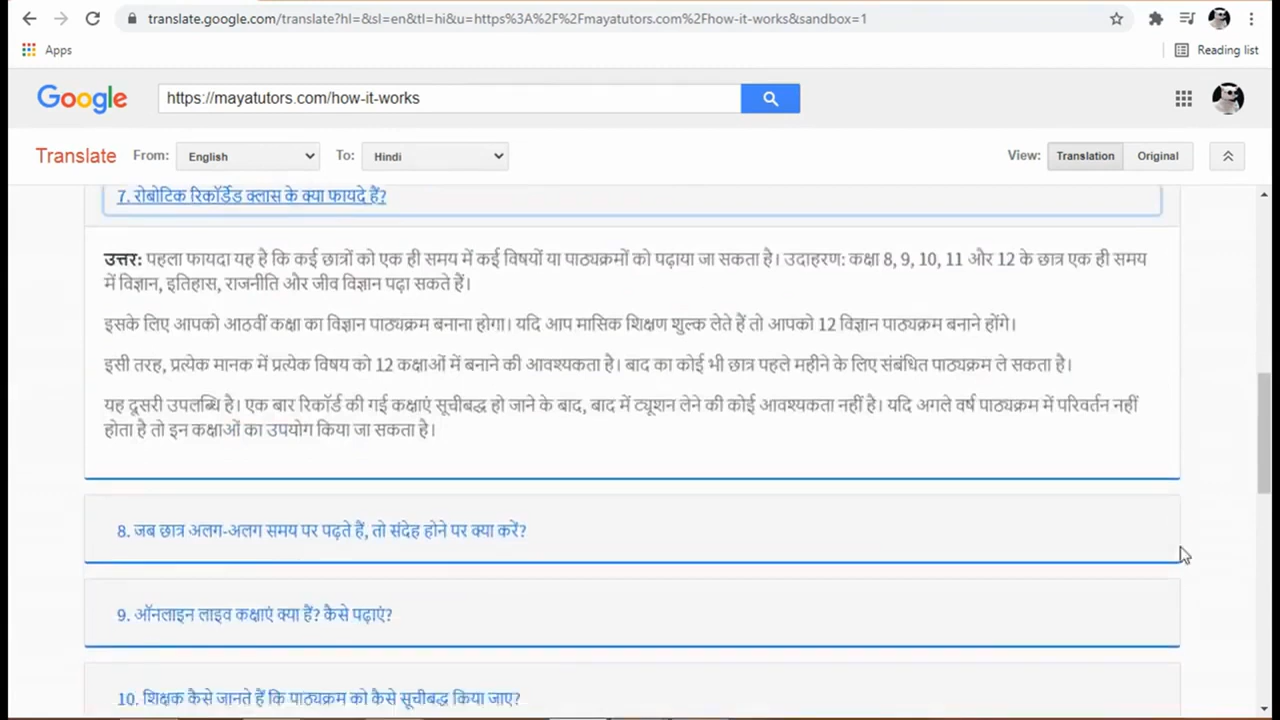 translate.google.com/translate?hl=&sl=en&tl=hi&u=https%3A%2F%2Fmayatutors.com%2Fhow-it-works&sandbox=1
Apps
Reading list
Google
https://mayatutors.com/how-it-works
Translate From: English To: Hindi View: Translation Original
7. रोबोटिक रिकॉर्डेड क्लास के क्या फायदे हैं?
उत्तर: पहला फायदा यह है कि कई छात्रों को एक ही समय में कई विषयों या पाठ्यक्रमों को पढ़ाया जा सकता है। उदाहरण: कक्षा 8, 9, 10, 11 और 12 के छात्र एक ही समय
में विज्ञान, इतिहास, राजनीति और जीव विज्ञान पढ़ा सकते हैं।
इसके लिए आपको आठवीं कक्षा का विज्ञान पाठ्यक्रम बनाना होगा। यदि आप मासिक शिक्षण शुल्क लेते हैं तो आपको 12 विज्ञान पाठ्यक्रम बनाने होंगे।
इसी तरह, प्रत्येक मानक में प्रत्येक विषय को 12 कक्षाओं में बनाने की आवश्यकता है। बाद का कोई भी छात्र पहले महीने के लिए संबंधित पाठ्यक्रम ले सकता है।
यह दूसरी उपलब्धि है। एक बार रिकॉर्ड की गई कक्षाएं सूचीबद्ध हो जाने के बाद, बाद में ट्यूशन लेने की कोई आवश्यकता नहीं है। यदि अगले वर्ष पाठ्यक्रम में परिवर्तन नहीं
होता है तो इन कक्षाओं का उपयोग किया जा सकता है।
8. जब छात्र अलग-अलग समय पर पढ़ते हैं, तो संदेह होने पर क्या करें?
9. ऑनलाइन लाइव कक्षाएं क्या हैं? कैसे पढ़ाएं?
10. शिक्षक कैसे जानते हैं कि पाठ्यक्रम को कैसे सूचीबद्ध किया जाए?